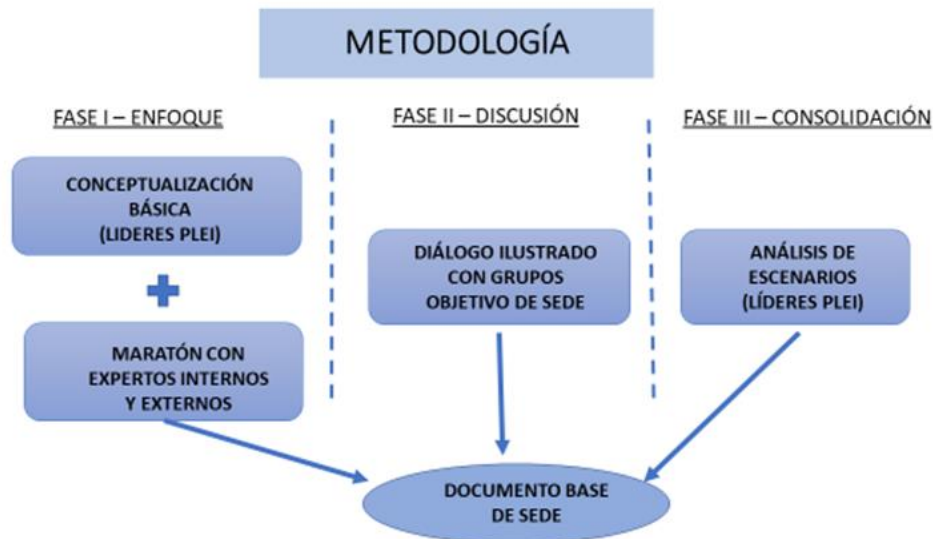 METODOLOGÍA
FASE I – ENFOQUE
CONCEPTUALIZACIÓN
BÁSICA
(LIDERES PLEI)
MARATÓN CON
EXPERTOS INTERNOS
Y EXTERNOS
FASE II – DISCUSIÓN
DIÁLOGO ILUSTRADO
CON GRUPOS
OBJETIVO DE SEDE
FASE III – CONSOLIDACIÓN
ANÁLISIS DE
ESCENARIOS
(LÍDERES PLEI)
DOCUMENTO BASE
DE SEDE